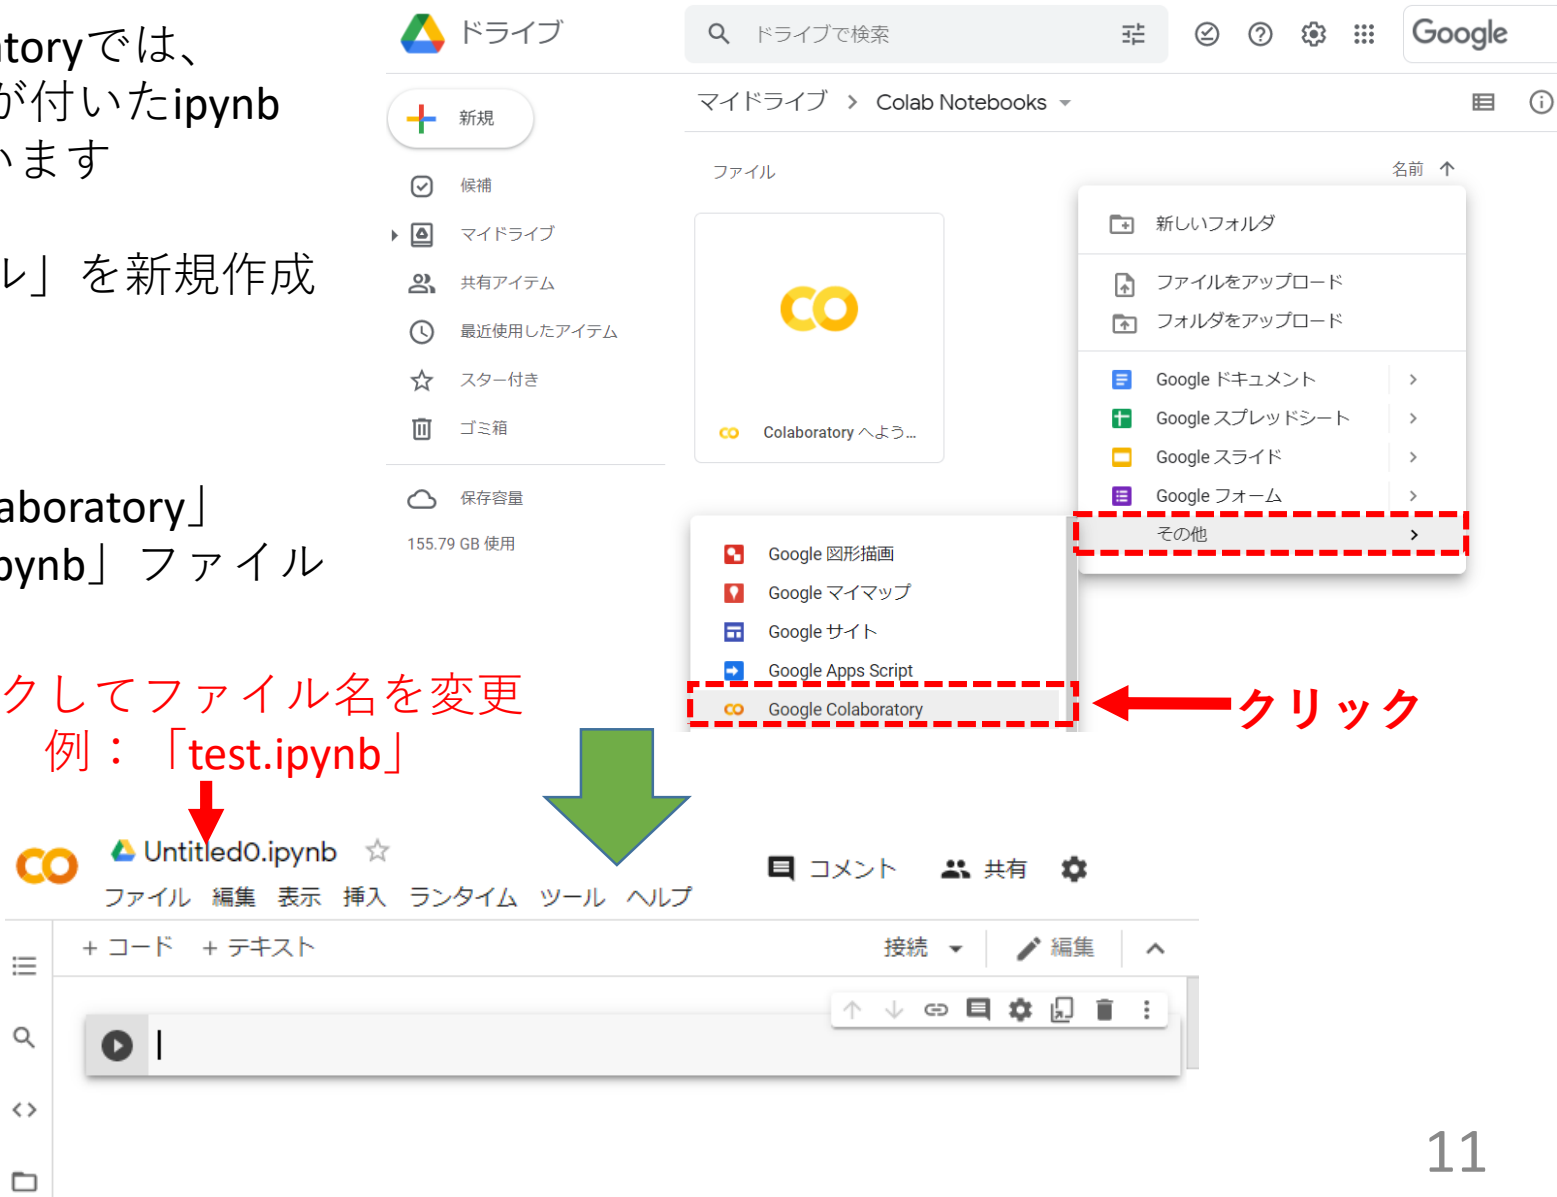 atoryでは、
が付いたipynb
います
ル」を新規作成
aboratory」
pynb」ファイル
クしてファイル名を変更
例：「test.ipynb」
ドライブ
ドライブで検索
Google
新規
マイドライブ > Colab Notebooks
候補
マイドライブ
共有アイテム
最近使用したアイテム
スター付き
ゴミ箱
保存容量
155.79 GB 使用
ファイル
名前
Colaboratory へよう...
新しいフォルダ
ファイルをアップロード
フォルダをアップロード
Google ドキュメント
Google スプレッドシート
Google スライド
Google フォーム
その他
Google 図形描画
Google マイマップ
Google サイト
Google Apps Script
Google Colaboratory
クリック
Untitled0.ipynb
コメント 共有
ファイル 編集 表示 挿入 ランタイム ツール ヘルプ
+ コード + テキスト
接続 編集
11